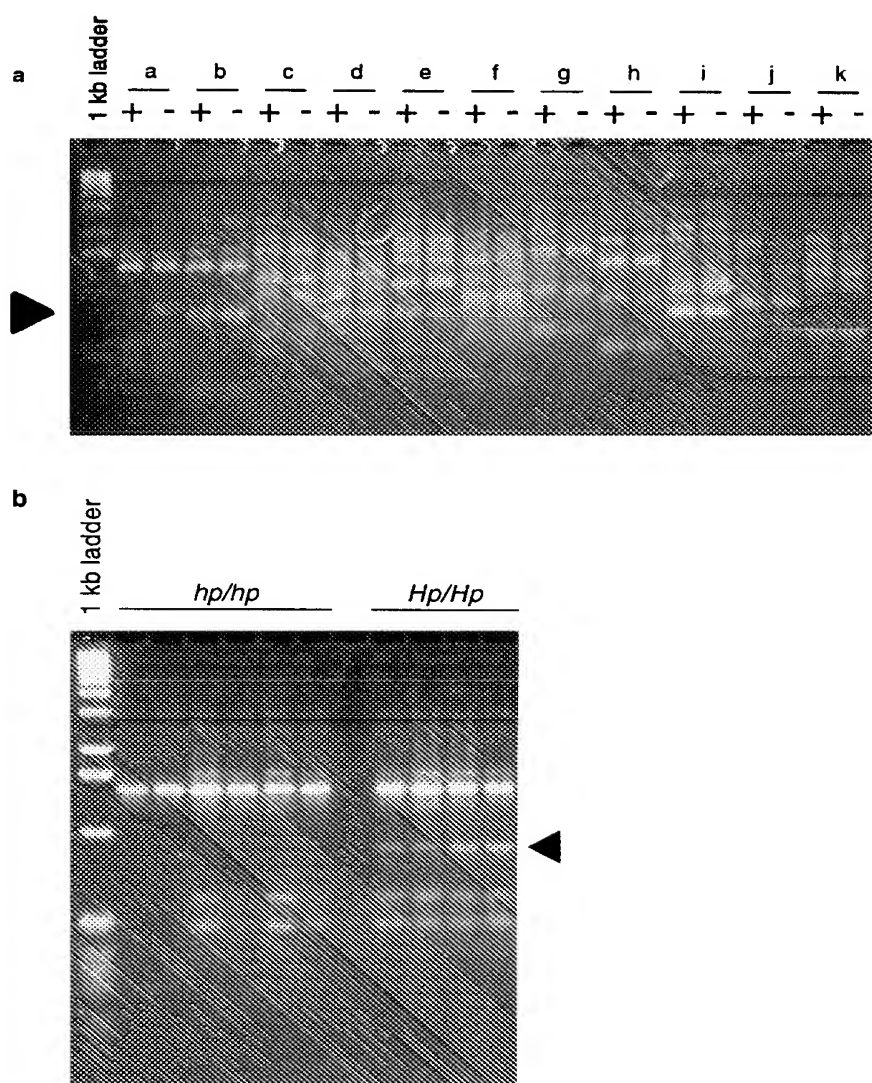 a
1 kb ladder
a b c d e f g h i j k
+ - + - + - + - + - + - + - + - + - + - + -
b
1 kb ladder
hp/hp Hp/Hp